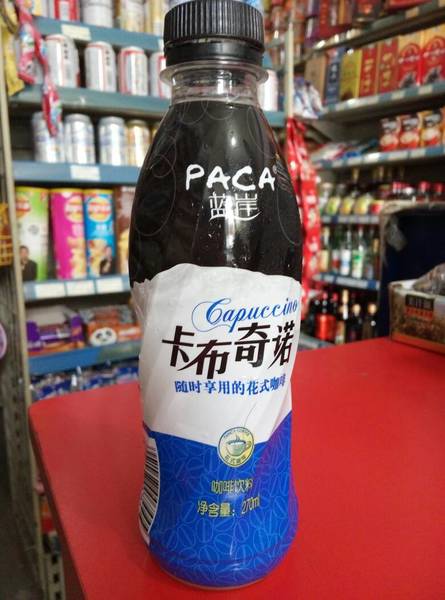 PACA
蓝岸
Capuccino
卡布奇诺
随时享用的花式咖啡
咖啡饮料
净含量：270ml